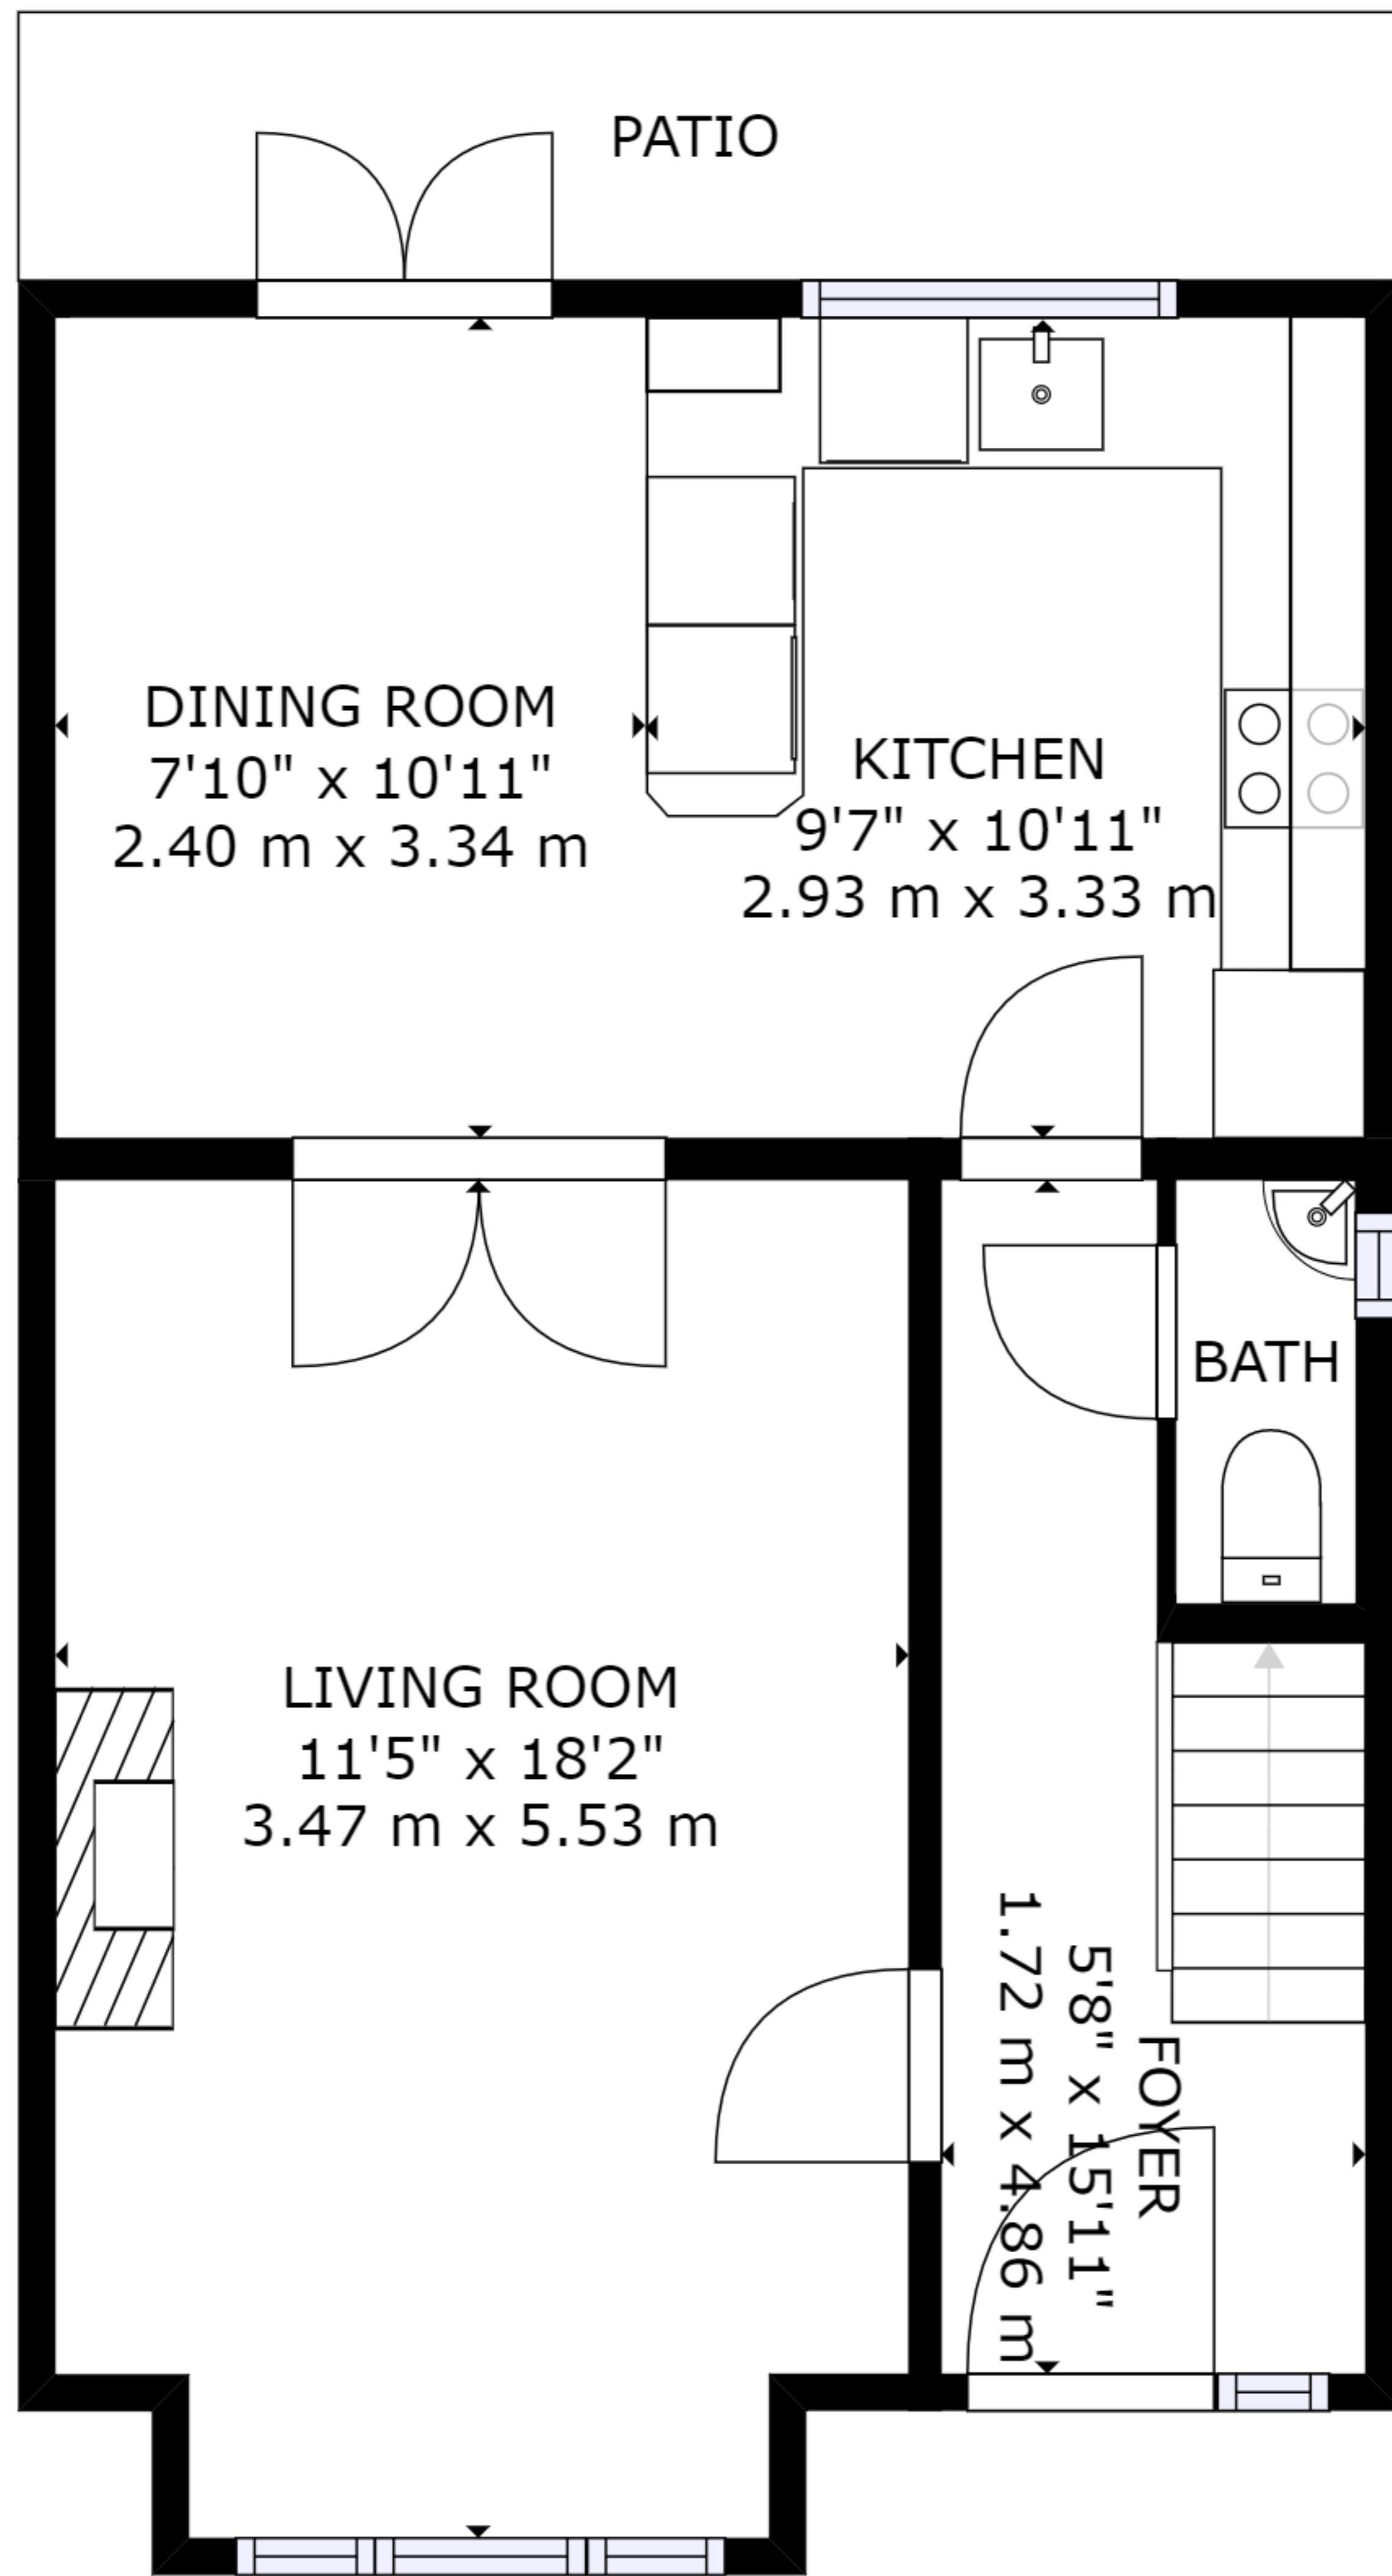 PATIO
DINING ROOM
7'10" x 10'11"
2.40 m x 3.34 m
KITCHEN
9'7" x 10'11"
2.93 m x 3.33 m
BATH
LIVING ROOM
11'5" x 18'2"
3.47 m x 5.53 m
FOYER
5'8" x 15'11"
1.72 m x 4.86 m